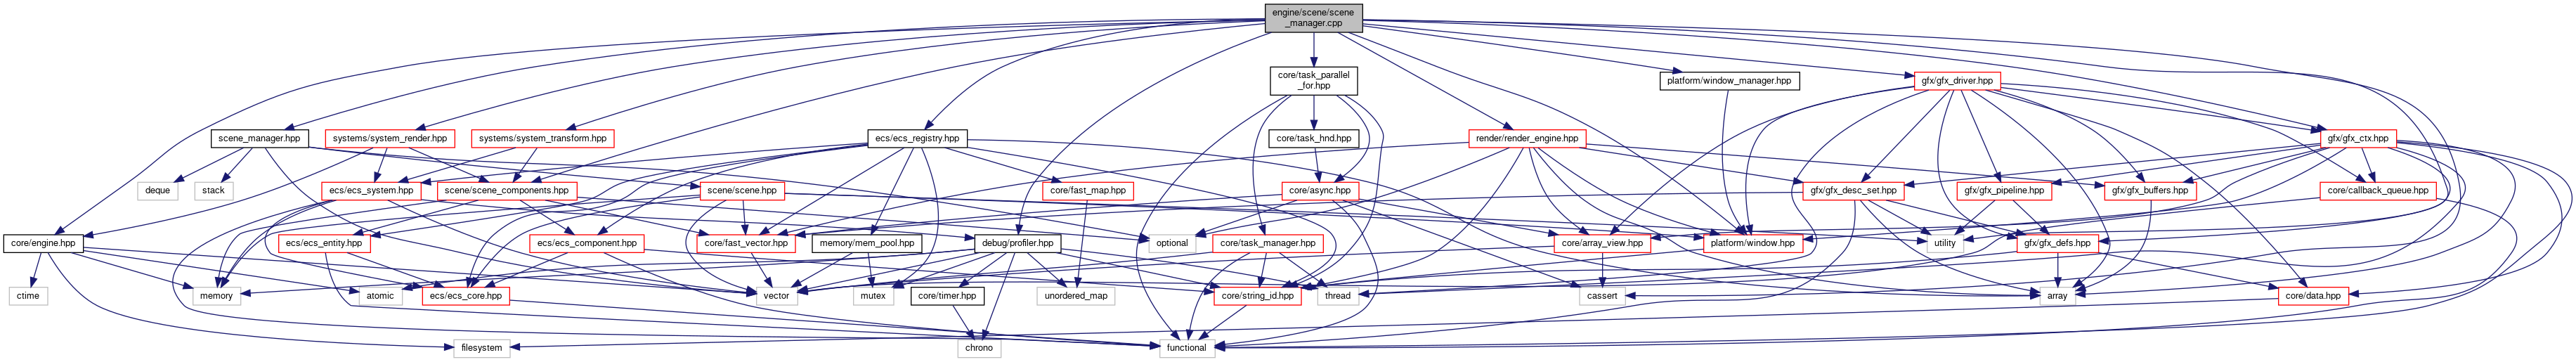 engine/scene/scene
_manager.cpp
core/task_parallel
_for.hpp
platform/window_manager.hpp
gfx/gfx_driver.hpp
scene_manager.hpp
systems/system_render.hpp
systems/system_transform.hpp
ecs/ecs_registry.hpp
core/task_hnd.hpp
render/render_engine.hpp
gfx/gfx_ctx.hpp
deque
stack
ecs/ecs_system.hpp
scene/scene_components.hpp
scene/scene.hpp
core/fast_map.hpp
core/async.hpp
gfx/gfx_desc_set.hpp
gfx/gfx_pipeline.hpp
gfx/gfx_buffers.hpp
core/callback_queue.hpp
core/engine.hpp
ecs/ecs_entity.hpp
ecs/ecs_component.hpp
core/fast_vector.hpp
memory/mem_pool.hpp
debug/profiler.hpp
optional
core/task_manager.hpp
core/array_view.hpp
platform/window.hpp
utility
gfx/gfx_defs.hpp
ctime
memory
atomic
ecs/ecs_core.hpp
vector
mutex
core/timer.hpp
unordered_map
core/string_id.hpp
thread
cassert
array
core/data.hpp
filesystem
chrono
functional